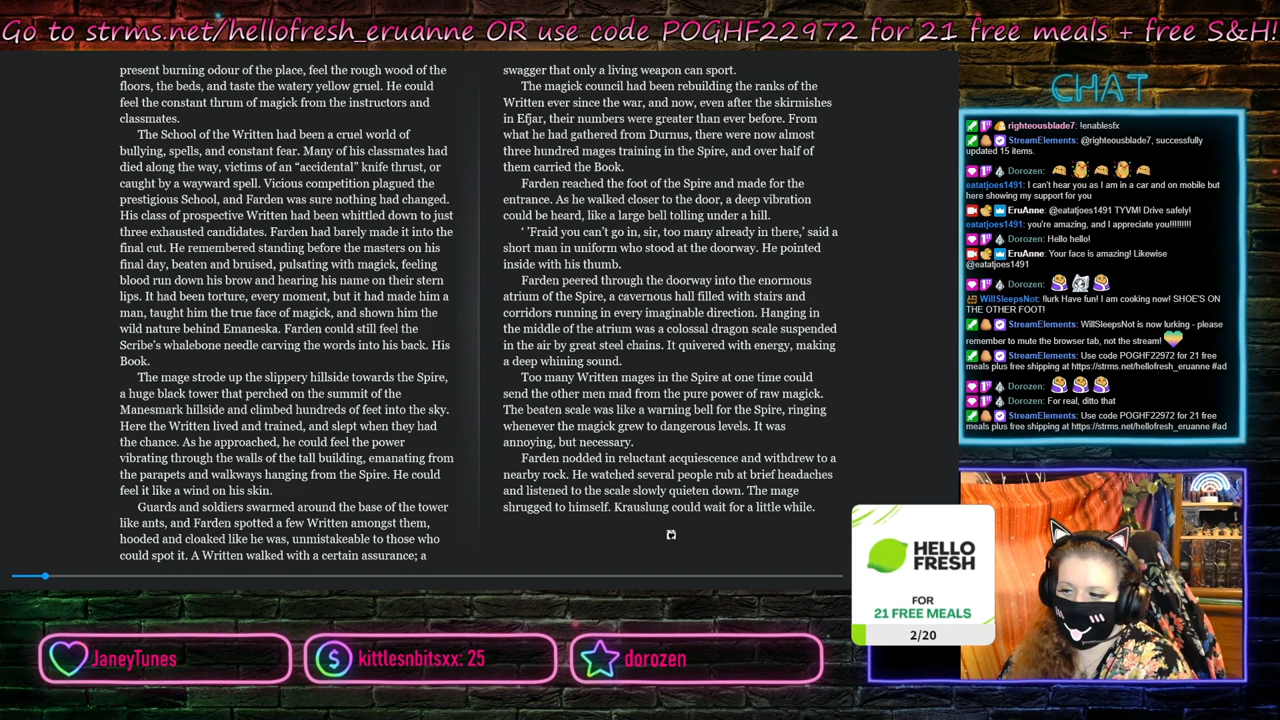 Go to strms.net/hellofresh_eruanne OR use code POGHF22972 for 21 free meals + free S&H!
present burning odour of the place, feel the rough wood of the
floors, the beds, and taste the watery yellow gruel. He could
feel the constant thrum of magick from the instructors and
classmates.
The School of the Written had been a cruel world of
bullying, spells, and constant fear. Most of his classmates had
died along the way, victims of an "accidental" knife thrust, or
caught by a wayward spell. Vicious competition plagued the
prestigious School, and Farden was sure nothing had changed.
His class of prospective Written had been whittled down to just
three exhausted candidates. Farden had barely made it into the
final cut. He remembered standing before the masters on his
final day, beaten and bruised, pulsating with magick, feeling
blood run down his brow and hearing his name on their stern
lips. It had been torture, every moment, but it had made him a
man, taught him the true face of magick, and shown him the
wild nature behind Emaneska. Farden could still feel the
Scribe's whalebone needle carving the words into his back. His
Book.
The mage strode up the slippery hillside towards the Spire,
a huge black tower that perched on the summit of the
Manesmark hillside and climbed hundreds of feet into the sky.
Here the Written lived and trained, and slept when they had
the chance. As he approached, he could feel the power
vibrating through the walls of the tall building, emanating from
the parapets and walkways hanging from the Spire. He could
feel it like a wind on his skin.
Guards and soldiers swarmed around the base of the tower
like ants, and Farden spotted a few Written amongst them,
hooded and cloaked like he was, unmistakeable to those who
could spot it. A Written walked with a certain assurance; a
swagger that only a living weapon can sport.
The magick council had been rebuilding the ranks of the
Written ever since the war, and now, even after the skirmishes
in Efjar, their numbers were greater than ever before. From
what he had gathered from Durnus, there were now almost
three hundred mages training in the Spire, and over half of
them carried the Book.
Farden reached the foot of the Spire and made for the
entrance. As he walked closer to the door, a deep vibration
could be heard, like a large bell tolling under a hill.
‘ ’Fraid you can't go in, sir, too many already in there,’ said a
short man in uniform who stood at the doorway. He pointed
inside with his thumb.
Farden peered through the doorway into the enormous
atrium of the Spire, a cavernous hall filled with stairs and
corridors running in every imaginable direction. Hanging in
the middle of the atrium was a colossal dragon scale suspended
in the air by great steel chains. It quivered with energy, making
a deep whining sound.
Too many Written mages in the Spire at one time could
send the other men mad from the pure power of raw magick.
The beaten scale was like a warning bell for the Spire, ringing
whenever the magick grew to dangerous levels. It was
annoying, but necessary.
Farden nodded in reluctant acquiescence and withdrew to a
nearby rock. He watched several people rub at brief headaches
and listened to the scale slowly quieten down. The mage
shrugged to himself. Krauslung could wait for a little while.
CHAT
righteousblade7: !enablesfx
StreamElements: @righteousblade7, successfully
updated 15 items.
Dorozen:
eatatjoes1491: I can't hear you as I am in a car and on mobile but
here showing my support for you
EruAnne: @eatatjoes1491 TYVM! Drive safely!
eatatjoes1491: you're amazing, and I appreciate you!!!!!!!!!
Dorozen: Hello hello!
EruAnne: Your face is amazing! Likewise
@eatatjoes1491
Dorozen:
WillSleepsNot: !lurk Have fun! I am cooking now! SHOE'S ON
THE OTHER FOOT!
StreamElements: WillSleepsNot is now lurking - please
remember to mute the browser tab, not the stream!
StreamElements: Use code POGHF22972 for 21 free
meals plus free shipping at https://strms.net/hellofresh_eruanne #ad
Dorozen:
Dorozen: For real, ditto that
StreamElements: Use code POGHF22972 for 21 free
meals plus free shipping at https://strms.net/hellofresh_eruanne #ad
HELLO
FRESH
FOR
21 FREE MEALS
2/20
JaneyTunes
kittlesnbitsxx: 25
dorozen